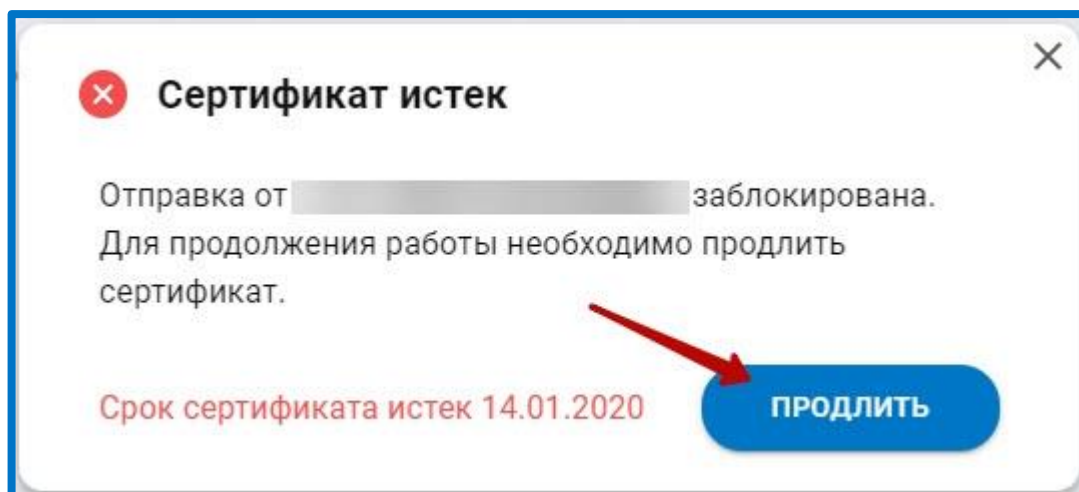 Сертификат истек
Отправка от заблокирована.
Для продолжения работы необходимо продлить
сертификат.
Срок сертификата истек 14.01.2020
ПРОДЛИТЬ